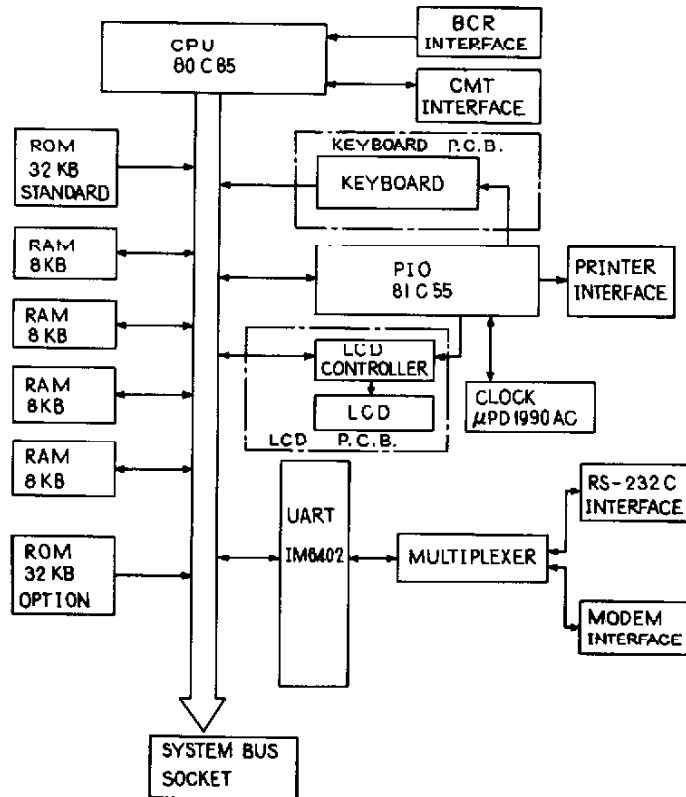 CPU
80C85
BCR
INTERFACE
CMT
INTERFACE
ROM
32 KB
STANDARD
KEYBOARD P.C.B.
KEYBOARD
RAM
8KB
PIO
81C55
PRINTER
INTERFACE
RAM
8KB
LCD
CONTROLLER
LCD
LCD P.C.B.
CLOCK
μPD1990AC
RAM
8KB
RAM
8KB
UART
IM6402
RS-232C
INTERFACE
MULTIPLEXER
ROM
32 KB
OPTION
MODEM
INTERFACE
SYSTEM BUS
SOCKET